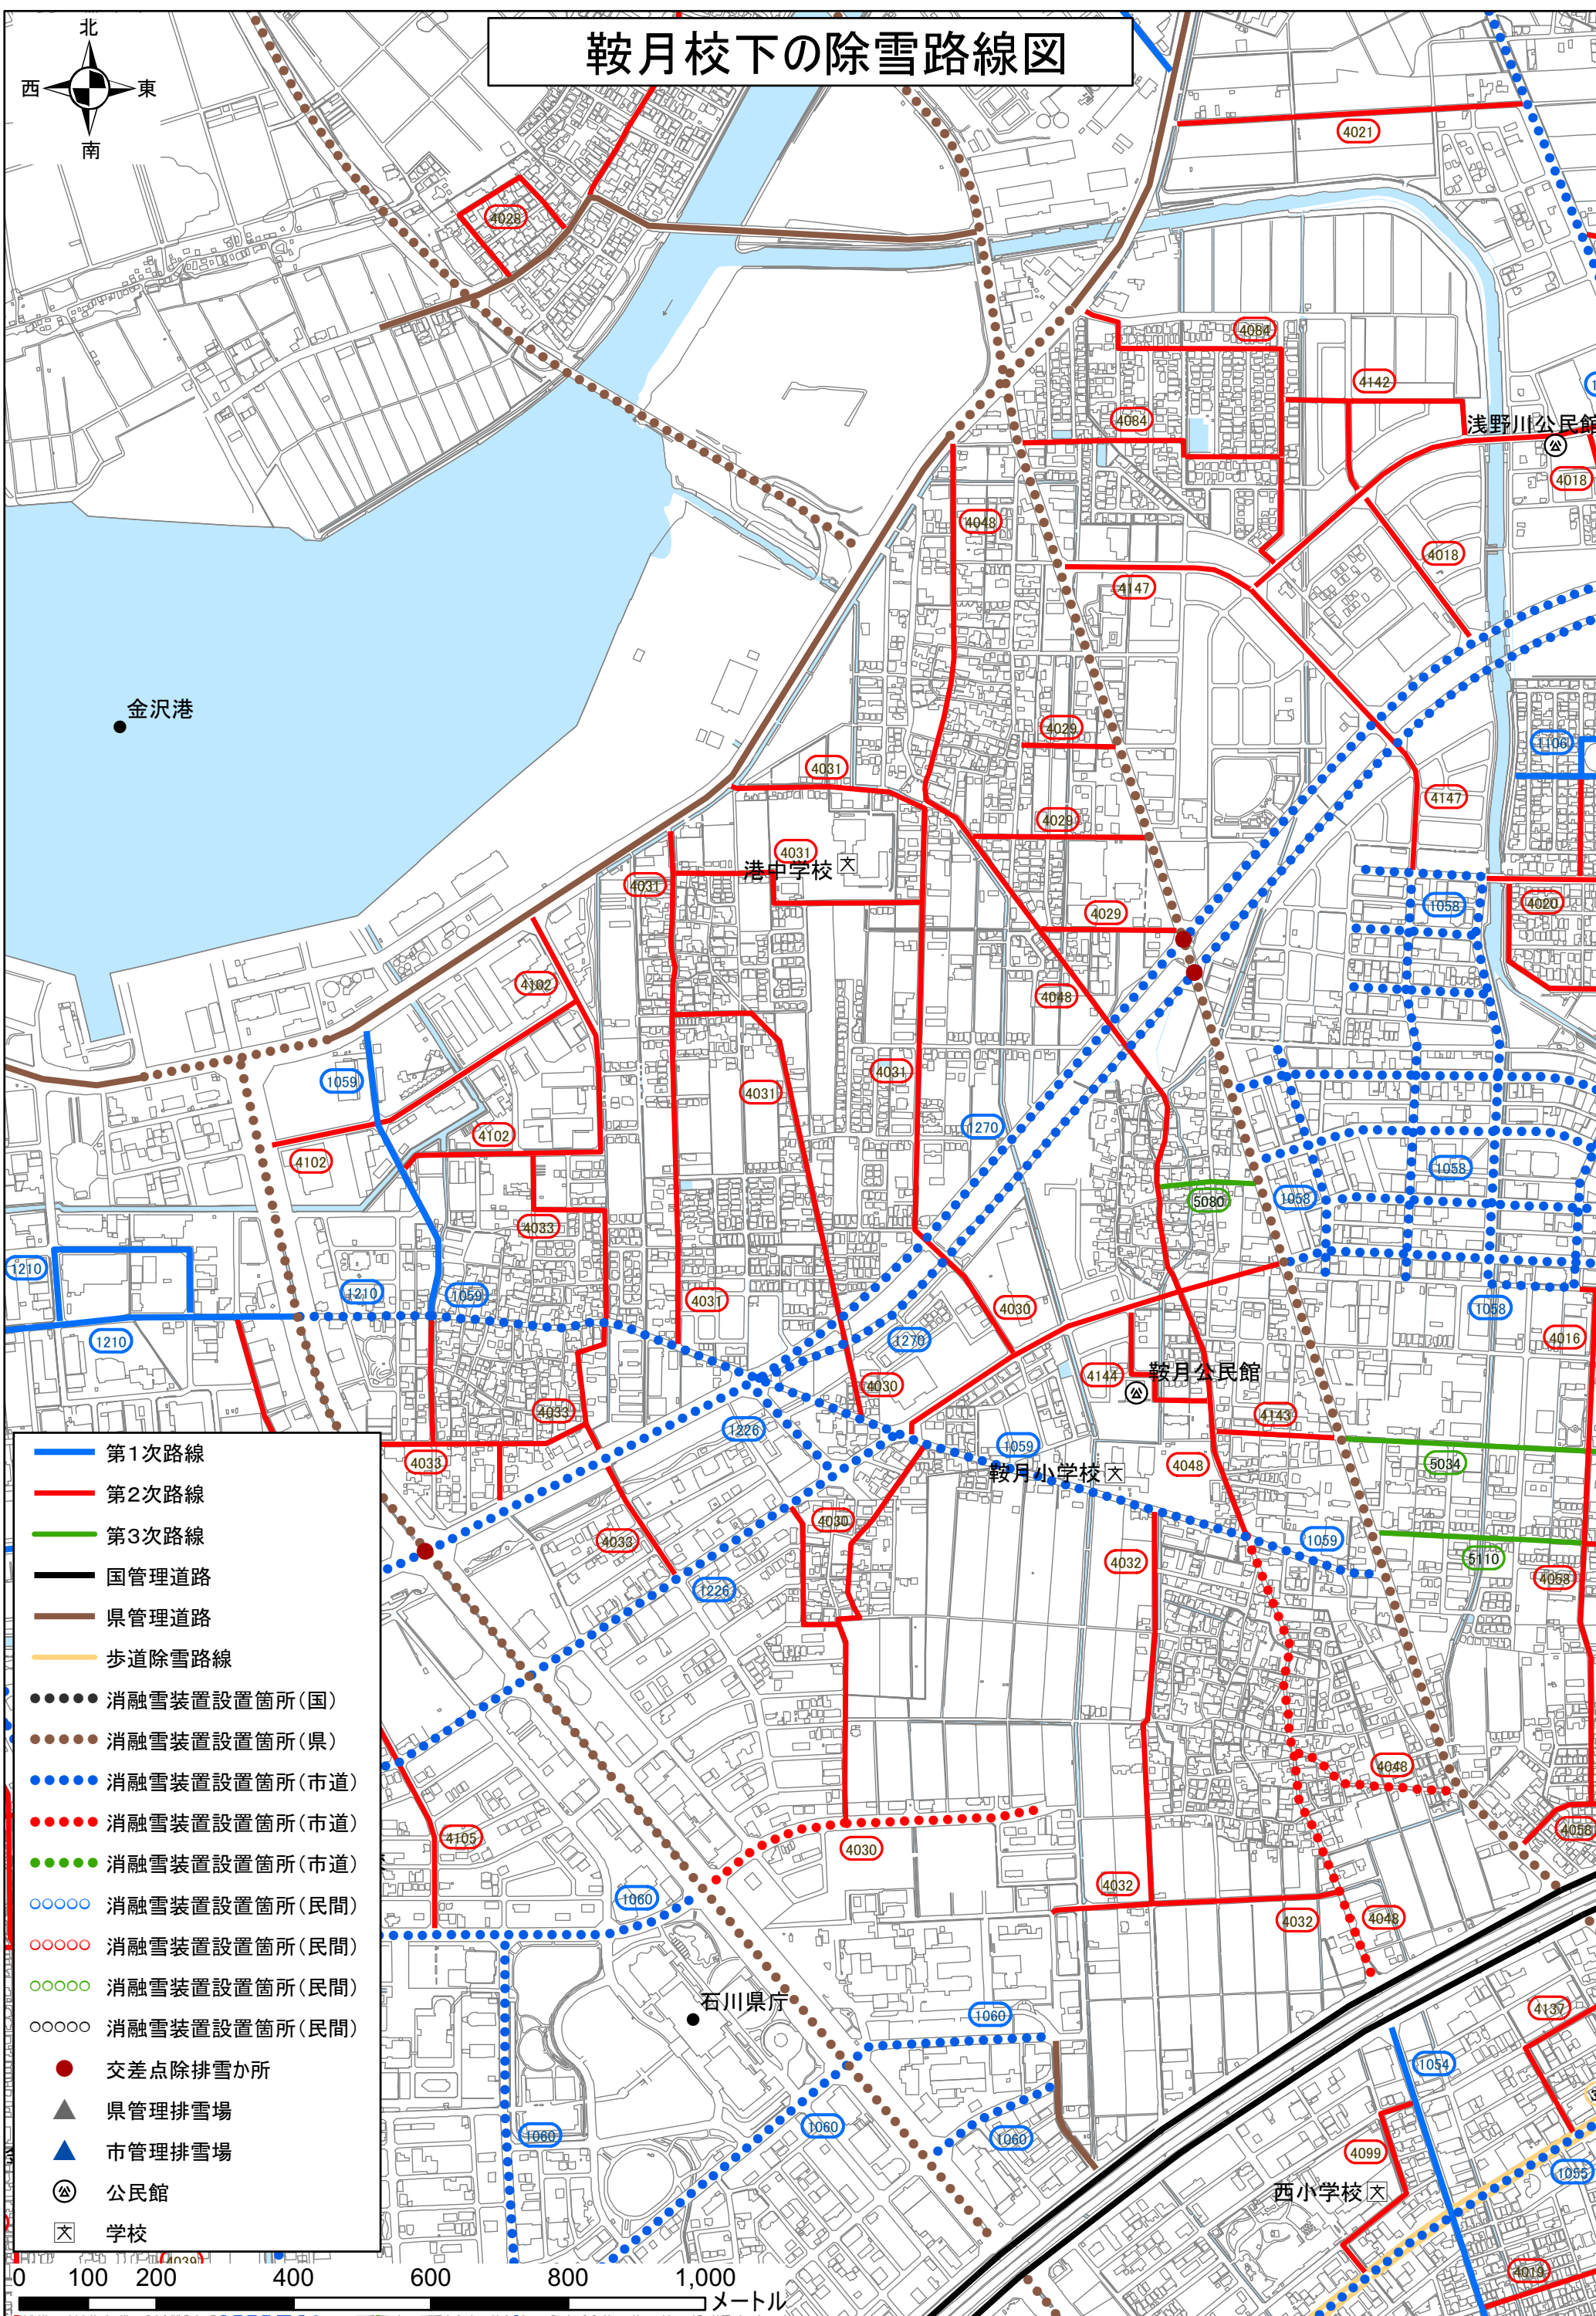 鞍月校下の除雪路線図
北
西 東
南
4021
4028
4084
4142
4084
浅野川公民館
4018
4048
4018
4147
金沢港
4029
1106
4031
4147
4029
4031
港中学校
4031
4020
1058
4029
4102
4048
4031
1059
4031
1270
4102
4102
1058
1058
5080
4033
1210
1210
1059
4031
4030
1058
1210
1270
4016
鞍月公民館
4144
4030
4033
4143
1226
1059
4033
鞍月小学校
4048
5034
4030
4033
1059
4032
5110
4058
1226
4048
4105
4030
4058
4032
1060
4032
4048
石川県庁
1060
4137
1054
1060
1060
1060
4099
1055
西小学校
4019
第1次路線
第2次路線
第3次路線
国管理道路
県管理道路
歩道除雪路線
消融雪装置設置箇所(国)
消融雪装置設置箇所(県)
消融雪装置設置箇所(市道)
消融雪装置設置箇所(市道)
消融雪装置設置箇所(市道)
消融雪装置設置箇所(民間)
消融雪装置設置箇所(民間)
消融雪装置設置箇所(民間)
消融雪装置設置箇所(民間)
交差点除排雪か所
県管理排雪場
市管理排雪場
公民館
学校
4039
0 100 200 400 600 800 1,000
メートル